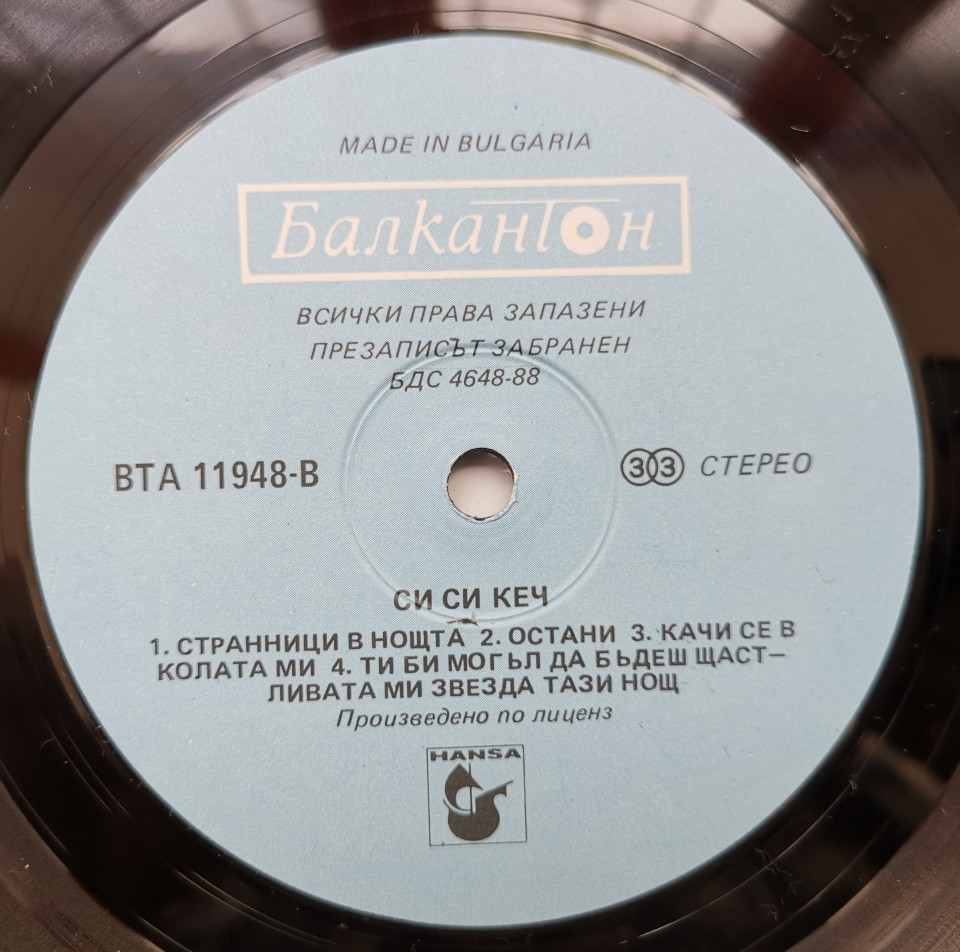 MADE IN BULGARIA
Балкантон
ВСИЧКИ ПРАВА ЗАПАЗЕНИ
ПРЕЗАПИСЪТ ЗАБРАНЕН
БДС 4648-88
ВТА 11948-В
33 СТЕРЕО
СИ СИ КЕЧ
1. СТРАННИЦИ В НОЩТА 2. ОСТАНИ 3. КАЧИ СЕ В
КОЛАТА МИ 4. ТИ БИ МОГЪЛ ДА БЪДЕШ ЩАСТ–
ЛИВАТА МИ ЗВЕЗДА ТАЗИ НОЩ
Произведено по лиценз
HANSA